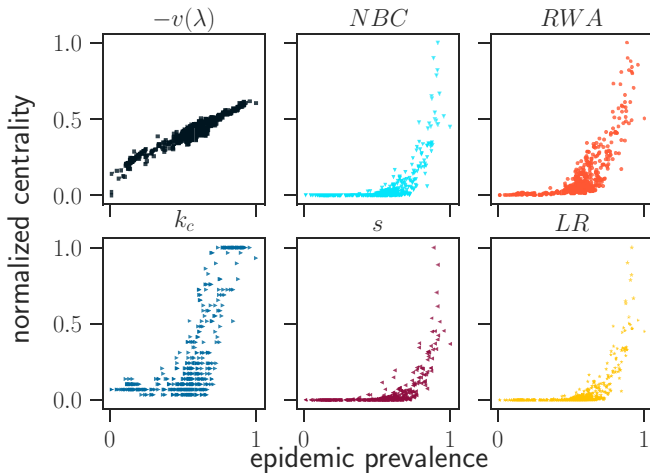 −v(λ) NBC RWA
1.0
0.5
0.0
k_c s LR
1.0
0.5
0.0
0 1 0 1 0 1
normalized centrality
epidemic prevalence